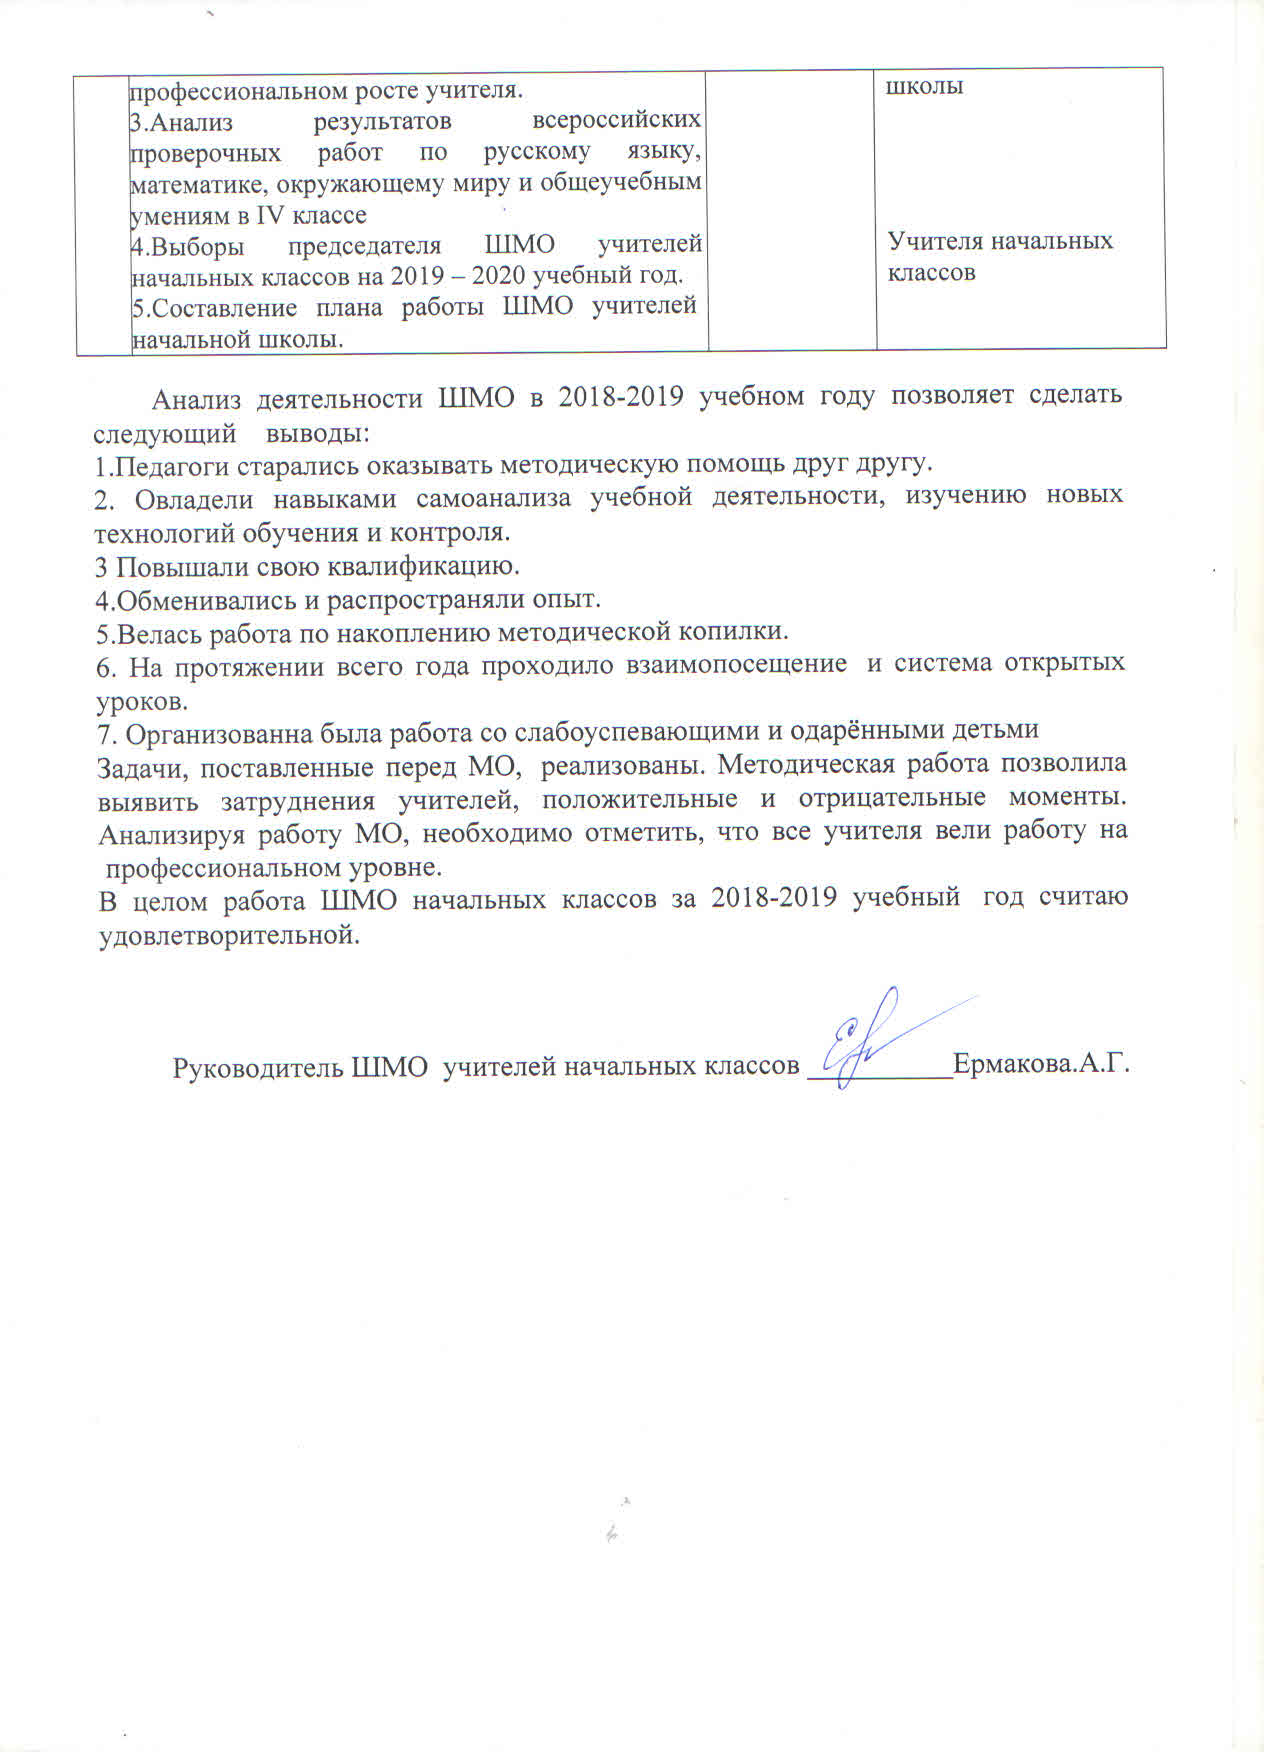 профессиональном росте учителя.
школы
3.Анализ результатов всероссийских
проверочных работ по русскому языку,
математике, окружающему миру и общеучебным
умениям в IV классе
4.Выборы председателя ШМО учителей
Учителя начальных
начальных классов на 2019 – 2020 учебный год.
классов
5.Составление плана работы ШМО учителей
начальной школы.
Анализ деятельности ШМО в 2018-2019 учебном году позволяет сделать
следующий выводы:
1.Педагоги старались оказывать методическую помощь друг другу.
2. Овладели навыками самоанализа учебной деятельности, изучению новых
технологий обучения и контроля.
3 Повышали свою квалификацию.
4.Обменивались и распространяли опыт.
5.Велась работа по накоплению методической копилки.
6. На протяжении всего года проходило взаимопосещение и система открытых
уроков.
7. Организованна была работа со слабоуспевающими и одарёнными детьми
Задачи, поставленные перед МО, реализованы. Методическая работа позволила
выявить затруднения учителей, положительные и отрицательные моменты.
Анализируя работу МО, необходимо отметить, что все учителя вели работу на
профессиональном уровне.
В целом работа ШМО начальных классов за 2018-2019 учебный год считаю
удовлетворительной.
Руководитель ШМО учителей начальных классов __________Ермакова.А.Г.